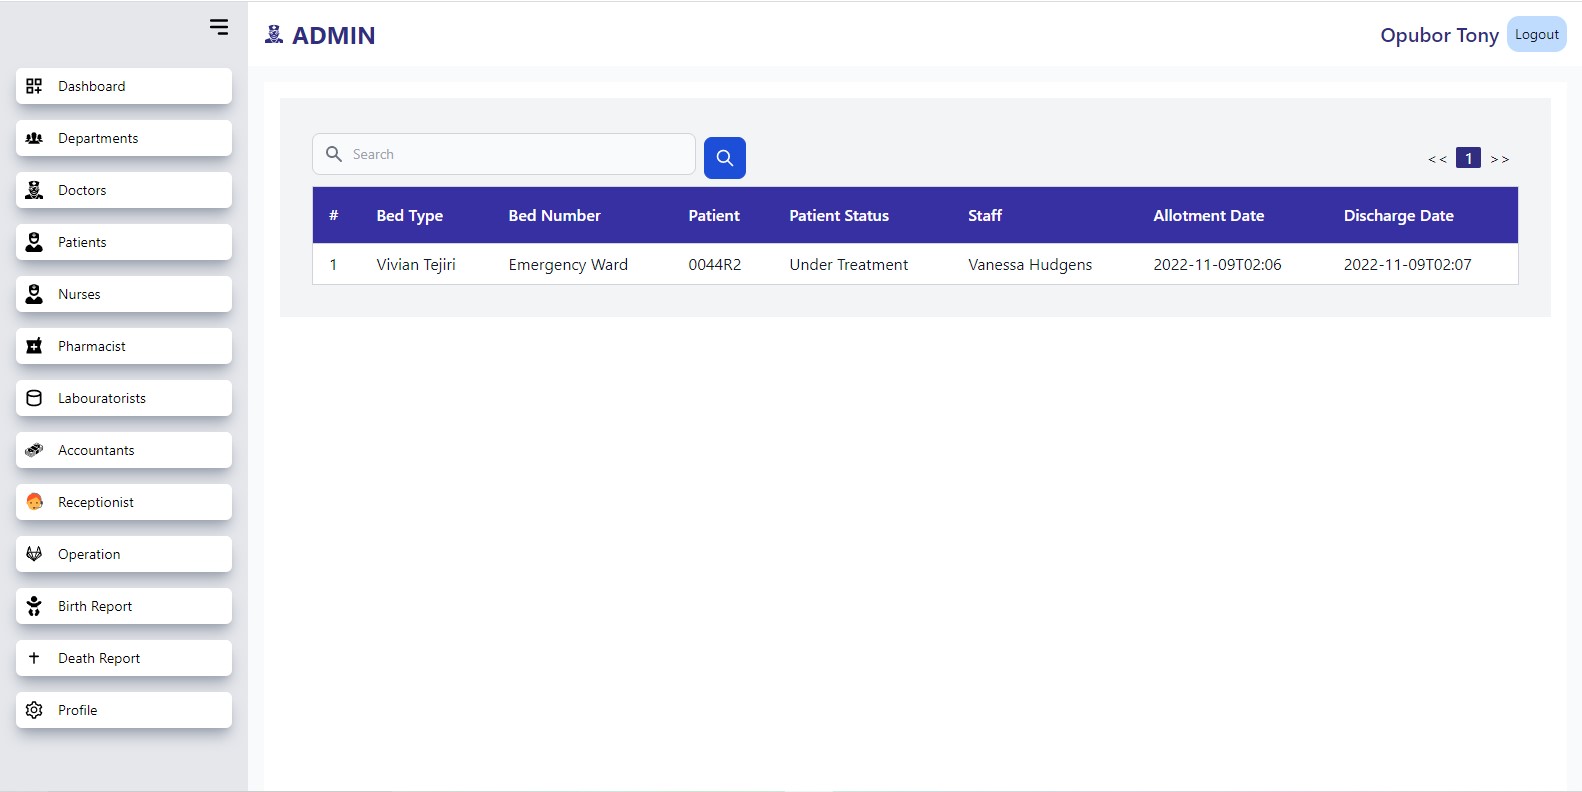 ADMIN
Opubor Tony
Logout
Dashboard
Departments
Doctors
Patients
Nurses
Pharmacist
Labouratorists
Accountants
Receptionist
Operation
Birth Report
Death Report
Profile
Search
<< 1 >>
# Bed Type Bed Number Patient Patient Status Staff Allotment Date Discharge Date
1 Vivian Tejiri Emergency Ward 0044R2 Under Treatment Vanessa Hudgens 2022-11-09T02:06 2022-11-09T02:07